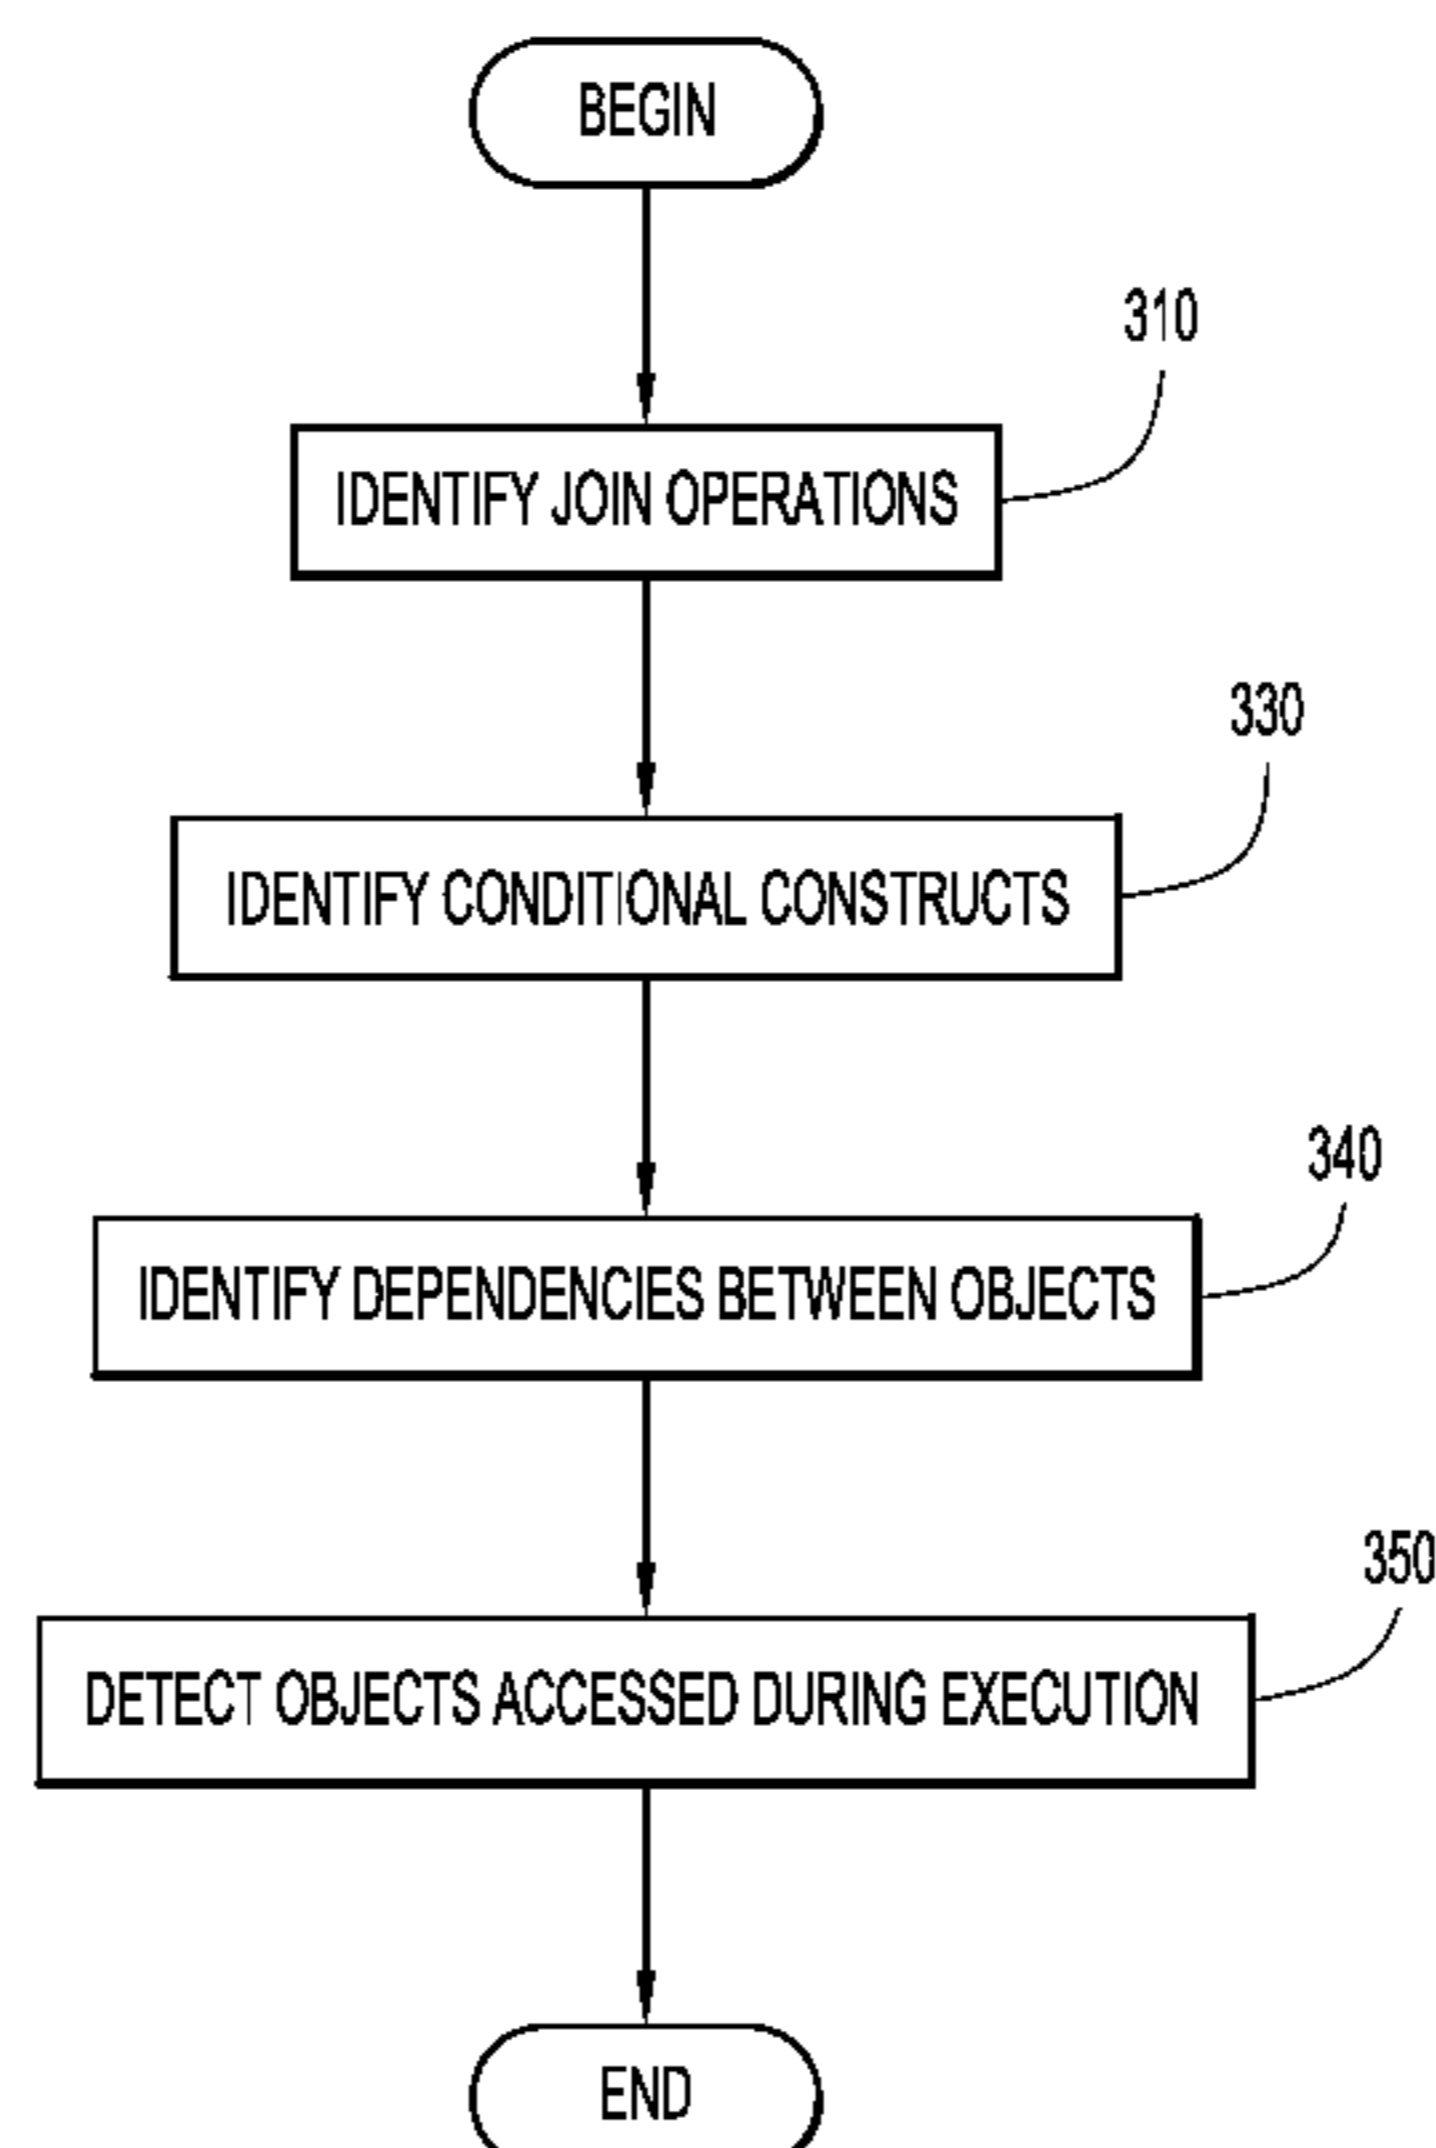 BEGIN
310
IDENTIFY JOIN OPERATIONS
330
IDENTIFY CONDITIONAL CONSTRUCTS
340
IDENTIFY DEPENDENCIES BETWEEN OBJECTS
350
DETECT OBJECTS ACCESSED DURING EXECUTION
END